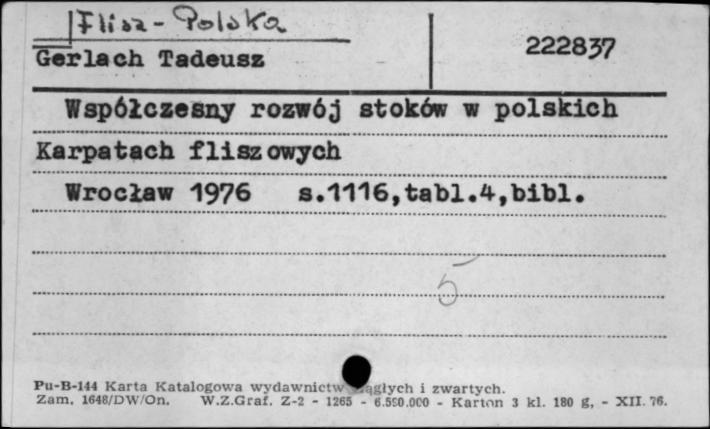 Flisz - Polska
222837
Gerlach Tadeusz
Współczesny rozwój stoków w polskich
Karpatach fliszowych
Wrocław 1976 s.1116,tabl.4,bibl.
5
Pu-B-144 Karta Katalogowa wydawnictw ciągłych i zwartych.
Zam. 1648/DW/On. W.Z.Graf. Z-2 - 1265 - 6.550.000 - Karton 3 kl. 180 g, - XII. 76.